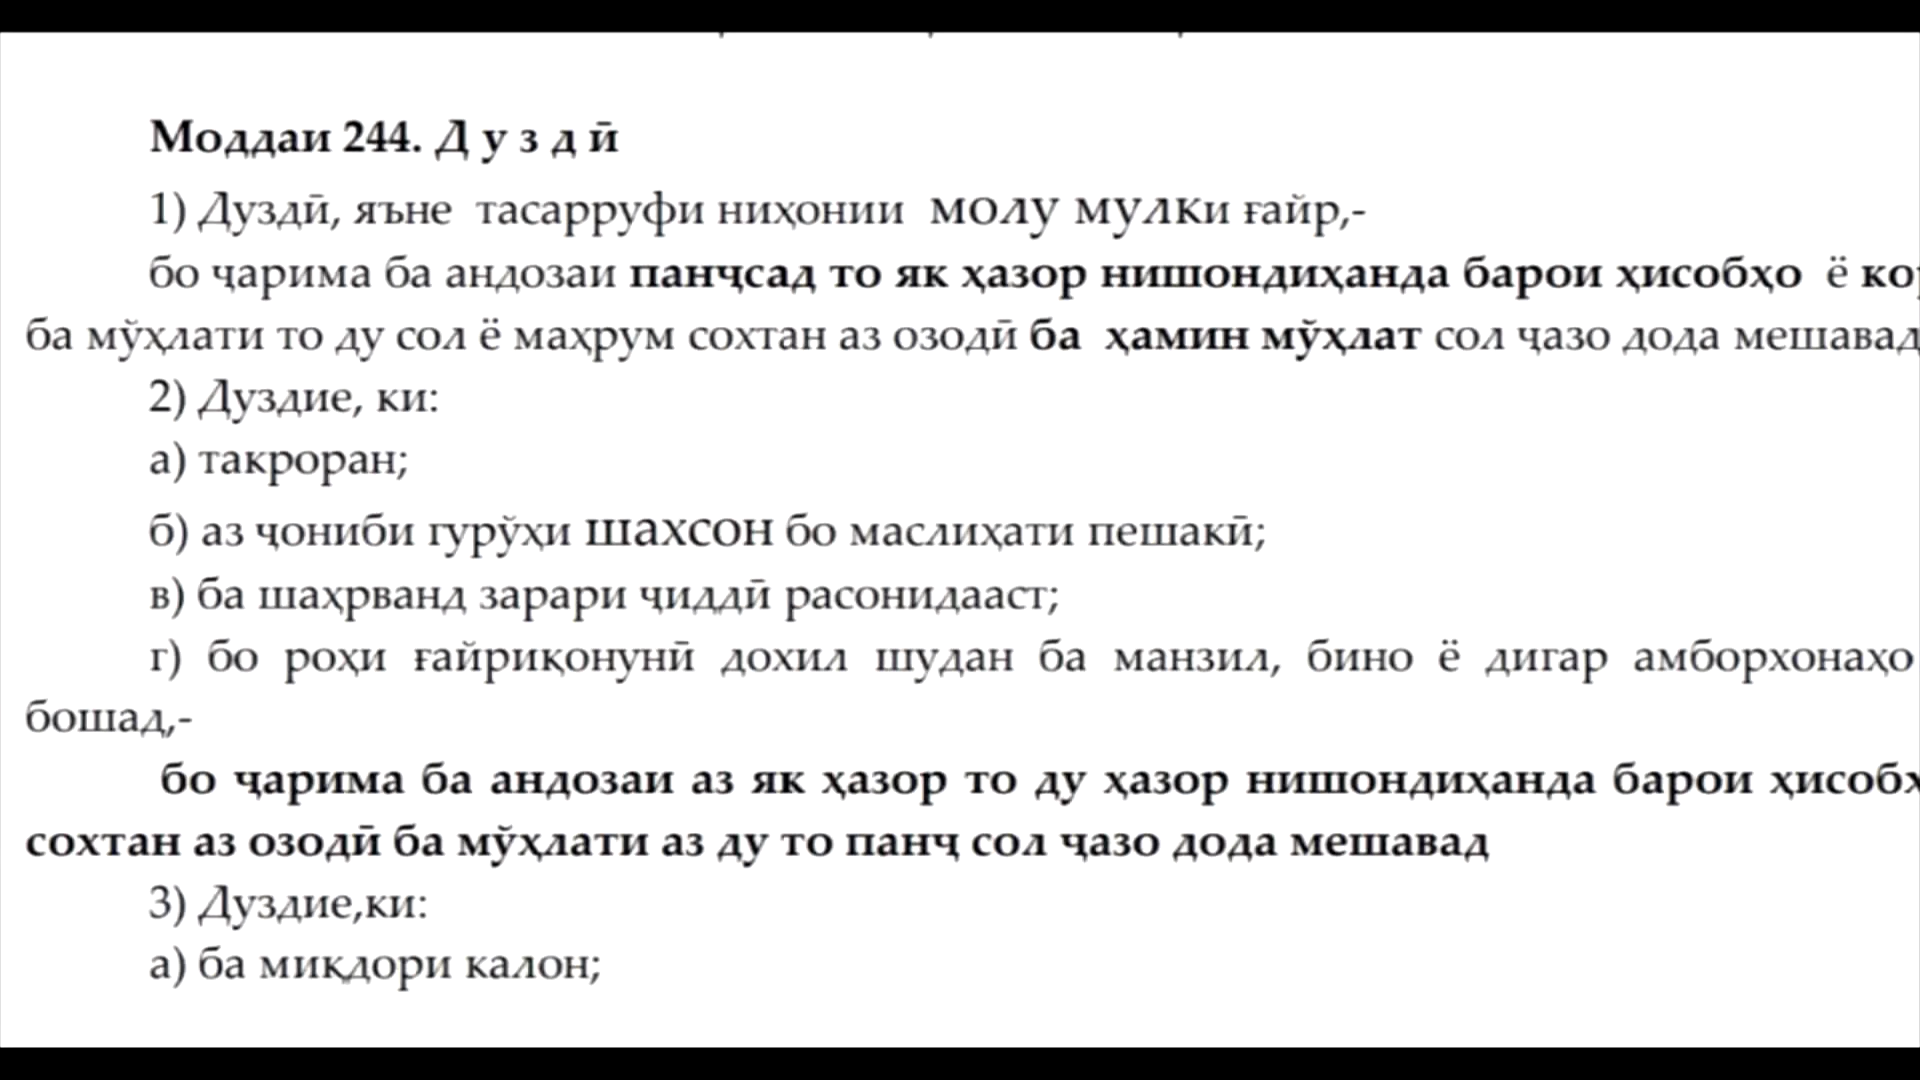 Моддаи 244. Д у з д ӣ
1) Дуздӣ, яъне тасарруфи ниҳонии молу мулки ғайр,-
бо ҷарима ба андозаи панҷсад то як ҳазор нишондиҳанда барои ҳисобҳо ё
ба мӯҳлати то ду сол ё маҳрум сохтан аз озодӣ ба ҳамин мӯҳлат сол ҷазо дода мешавад
2) Дуздие, ки:
а) такроран;
б) аз ҷониби гурӯҳи шахсон бо маслиҳати пешакӣ;
в) ба шаҳрванд зарари ҷиддӣ расонидааст;
г) бо роҳи ғайриқонунӣ дохил шудан ба манзил, бино ё дигар амборхонаҳо
бошад,-
бо ҷарима ба андозаи аз як ҳазор то ду ҳазор нишондиҳанда барои
сохтан аз озодӣ ба мӯҳлати аз ду то панҷ сол ҷазо дода мешавад
3) Дуздие,ки:
а) ба миқдори калон;